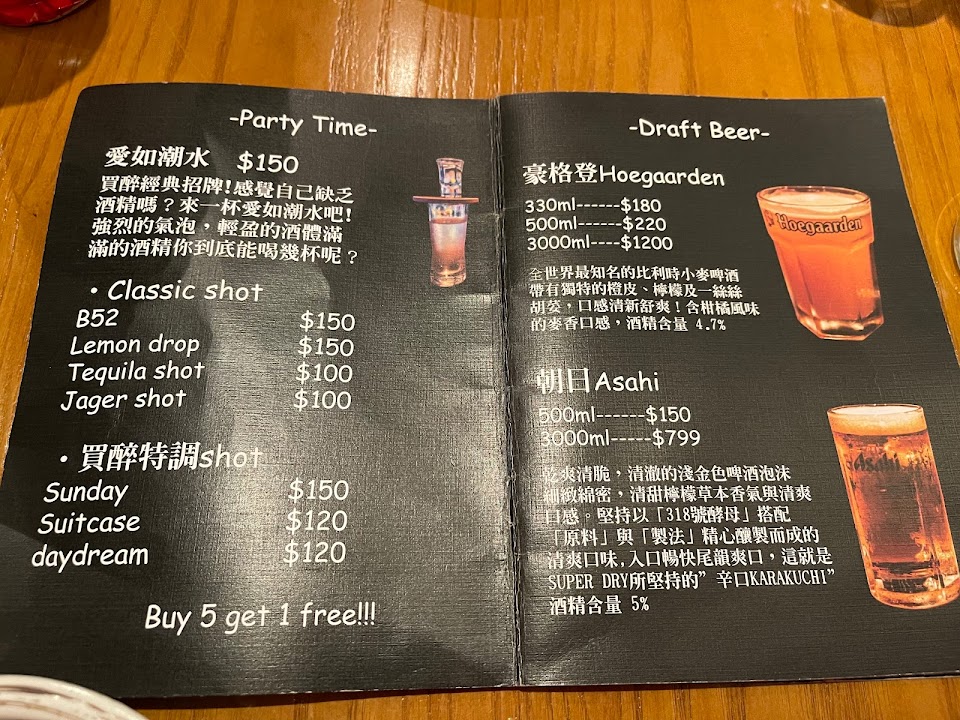 -Party Time-
愛如潮水 $150
買醉經典招牌!感覺自己缺乏
酒精嗎?來一杯愛如潮水吧!
強烈的氣泡,輕盈的酒體滿
滿的酒精你到底能喝幾杯呢?
・Classic shot
B52 $150
Lemon drop $150
Tequila shot $100
Jager shot $100
・買醉特調shot
Sunday $150
Suitcase $120
daydream $120
Buy 5 get 1 free!!!
-Draft Beer-
豪格登Hoegaarden
330ml------$180
500ml------$220
3000ml----$1200
全世界最知名的比利時小麥啤酒
帶有獨特的橙皮、檸檬及一絲絲
胡荽,口感清新舒爽!含柑橘風味
的麥香口感,酒精含量 4.7%
Hoegaarden
朝日Asahi
500ml------$150
3000ml-----$799
乾爽清脆,清澈的淺金色啤酒泡沫
細緻綿密,清甜檸檬草本香氣與清爽
口感。堅持以「318號酵母」搭配
「原料」與「製法」精心釀製而成的
清爽口味,入口暢快尾韻爽口,這就是
SUPER DRY所堅持的”辛口KARAKUCHI”
酒精含量 5%
Asahi